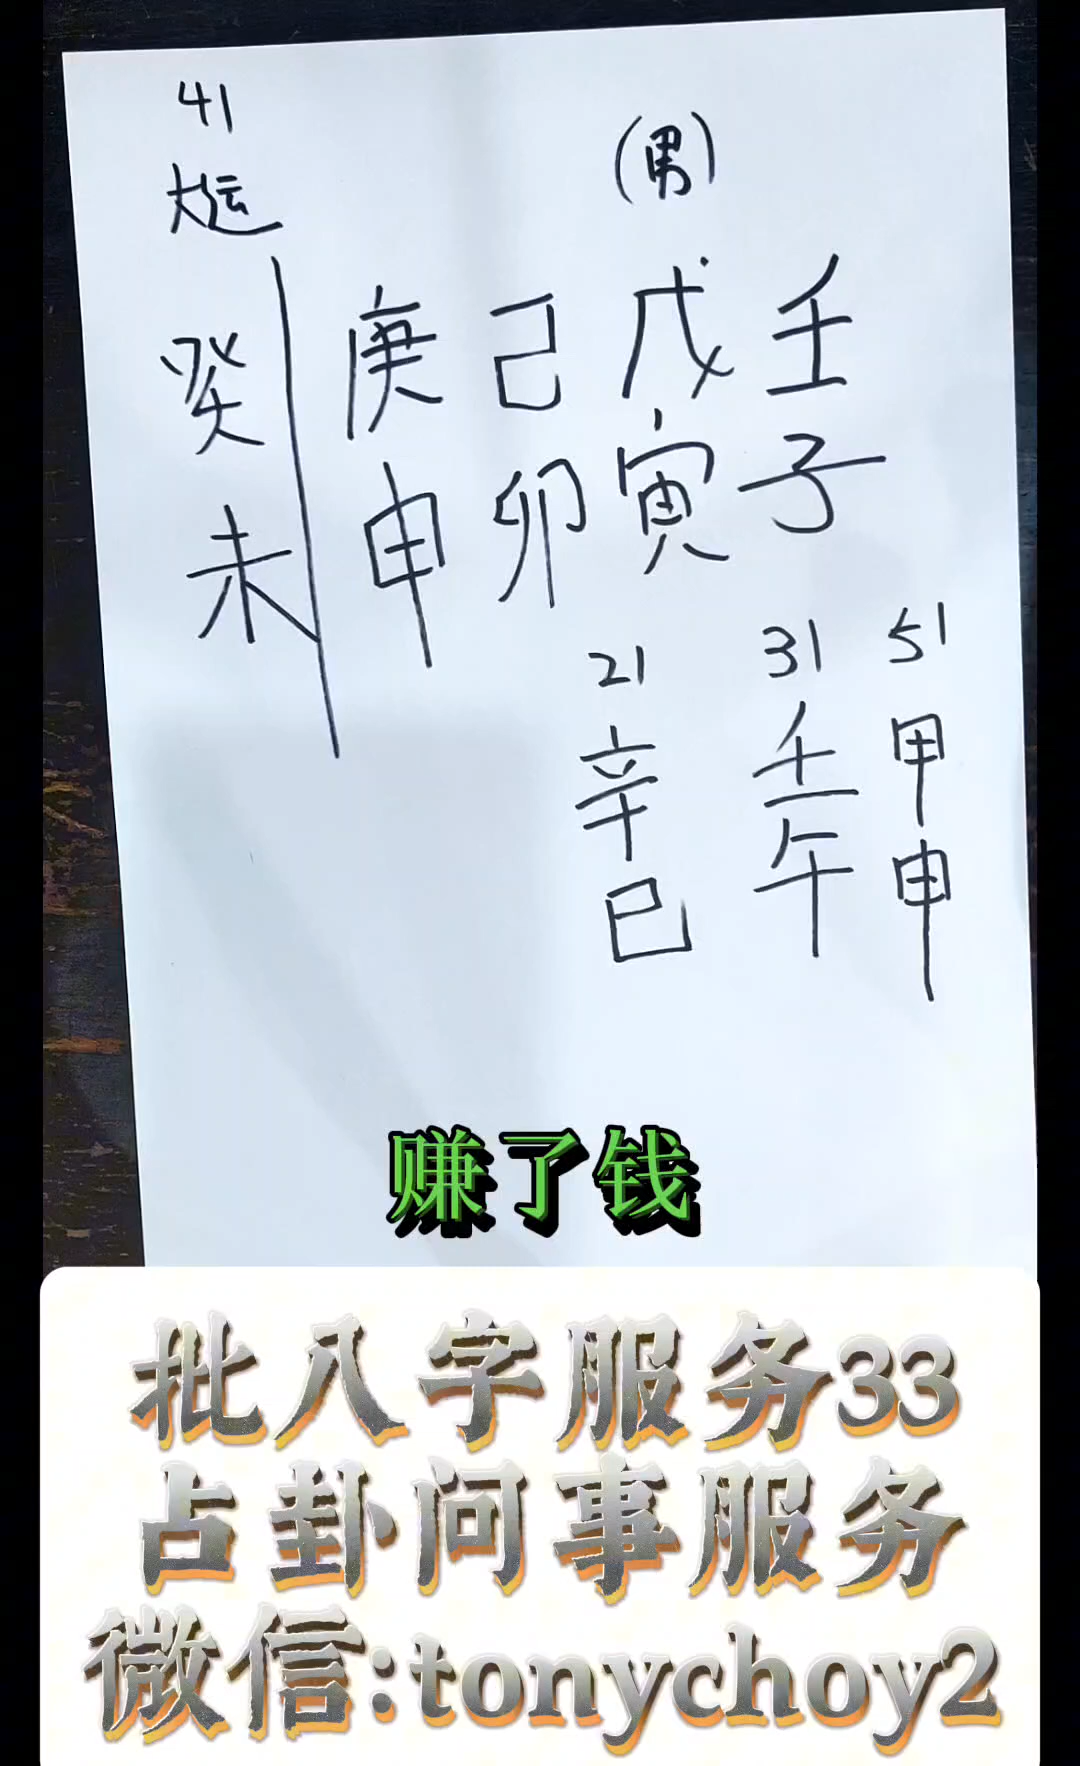 41
大运
(男)
癸 庚 己 戊 壬
未 申 卯 寅 子
21 31 51
辛 壬 甲
巳 午 申
赚了钱
批八字服务33
占卦问事服务
微信:tonychoy2